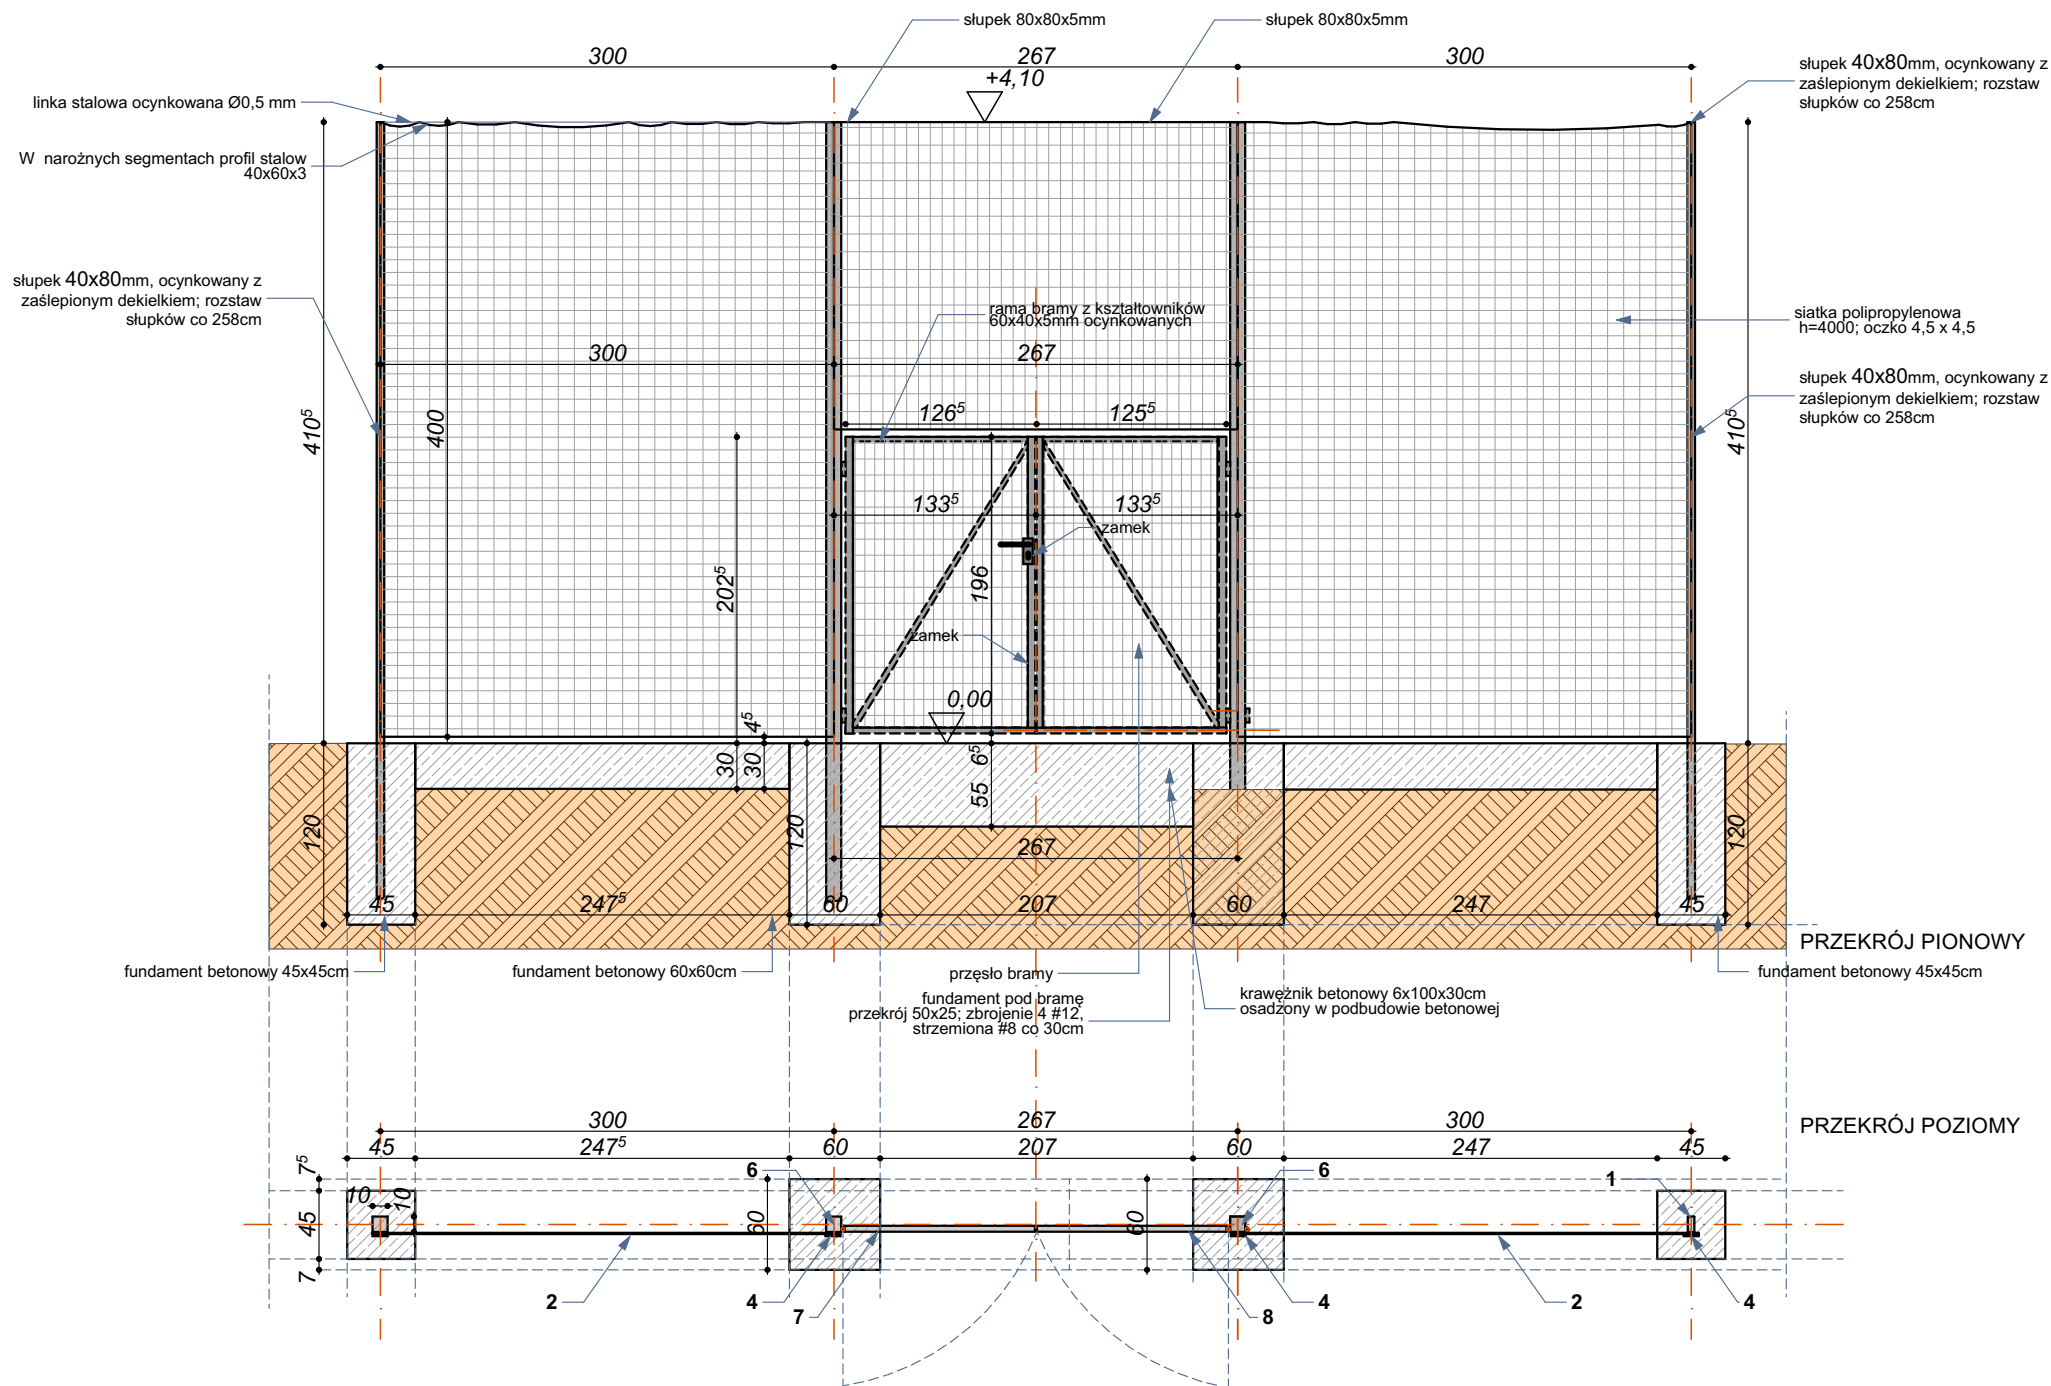 słupek 80x80x5mm
słupek 80x80x5mm
300
267
300
+4,10
słupek 40x80mm, ocynkowany z
zaślepionym dekielkiem; rozstaw
słupków co 258cm
linka stalowa ocynkowana Ø0,5 mm
W  narożnych segmentach profil stalow
40x60x3
słupek 40x80mm, ocynkowany z
zaślepionym dekielkiem; rozstaw
słupków co 258cm
rama bramy z kształtowników
60x40x5mm ocynkowanych
siatka polipropylenowa
h=4000; oczko 4,5 x 4,5
300
267
słupek 40x80mm, ocynkowany z
zaślepionym dekielkiem; rozstaw
słupków co 258cm
410⁵
400
126⁵
125⁵
410⁵
133⁵
133⁵
zamek
202⁵
196
zamek
0,00
4⁵
30
30
6⁵
55
120
120
267
120
45
247⁵
60
207
60
247
45
PRZEKRÓJ PIONOWY
fundament betonowy 45x45cm
fundament betonowy 60x60cm
przęsło bramy
fundament betonowy 45x45cm
fundament pod bramę
przekrój 50x25; zbrojenie 4 #12,
strzemiona #8 co 30cm
krawężnik betonowy 6x100x30cm
osadzony w podbudowie betonowej
300
267
300
PRZEKRÓJ POZIOMY
45
247⁵
60
207
60
247
45
7⁵
6
6
1
10
10
45
60
60
7
2
4
7
8
4
2
4